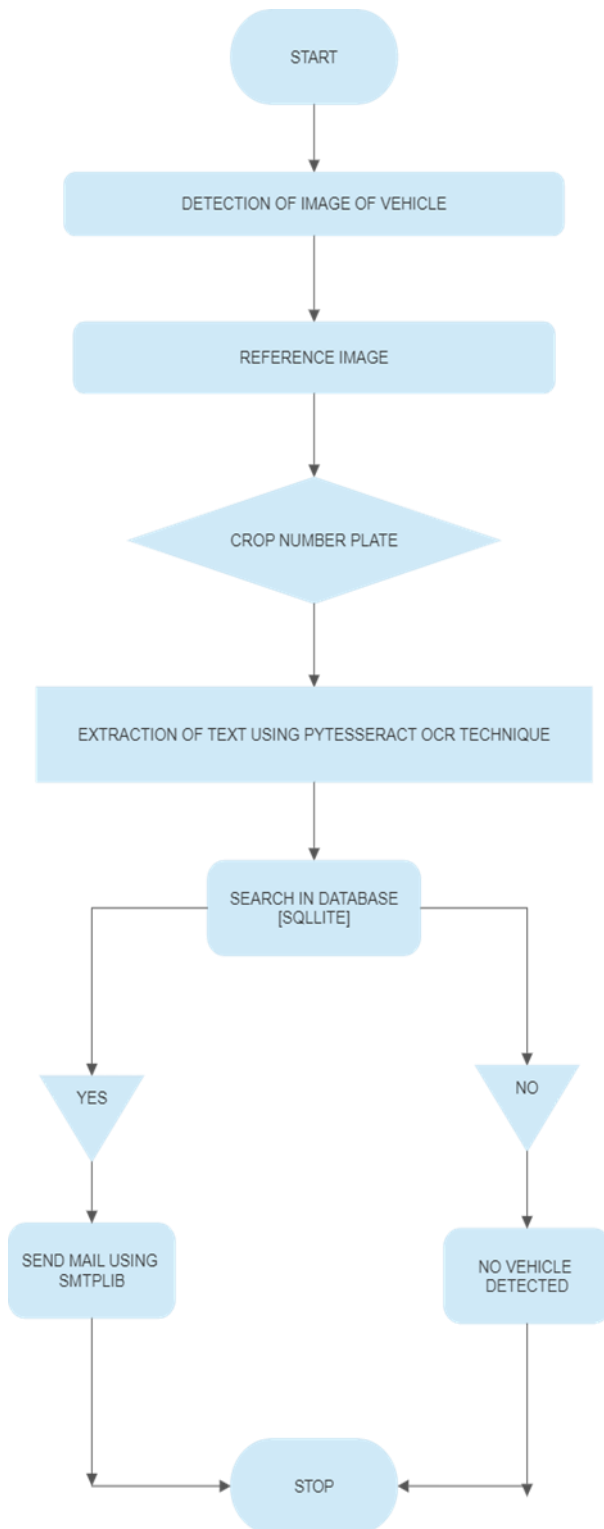 START
DETECTION OF IMAGE OF VEHICLE
REFERENCE IMAGE
CROP NUMBER PLATE
EXTRACTION OF TEXT USING PYTESSERACT OCR TECHNIQUE
SEARCH IN DATABASE
[SQLLITE]
YES
NO
SEND MAIL USING
SMTPLIB
NO VEHICLE
DETECTED
STOP